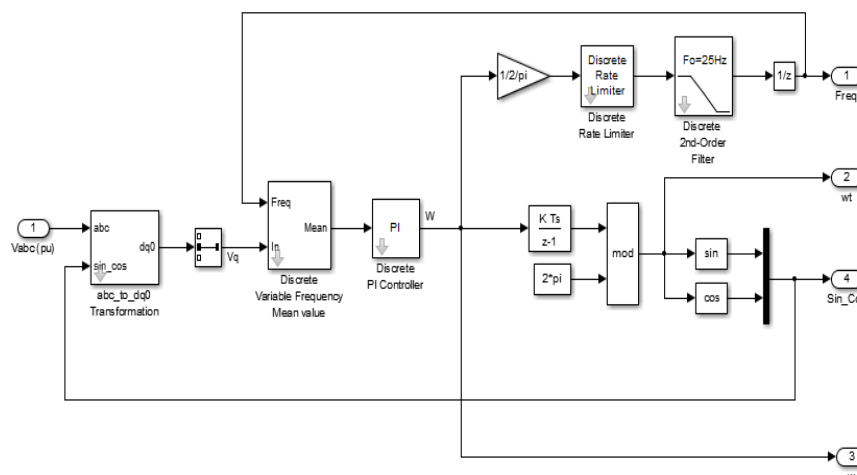 1/2/pi
Discrete
Rate
Limiter
Discrete
Rate Limiter
Fo=25Hz
Discrete
2nd-Order
Filter
1/z
1
Freq
2
wt
1
Vabc (pu)
abc
sin_cos
dq0
abc_to_dq0
Transformation
Vq
Freq
In
Mean
Discrete
Variable Frequency
Mean value
PI
Discrete
PI Controller
W
K Ts
z-1
2*pi
mod
sin
cos
4
Sin_Co
3